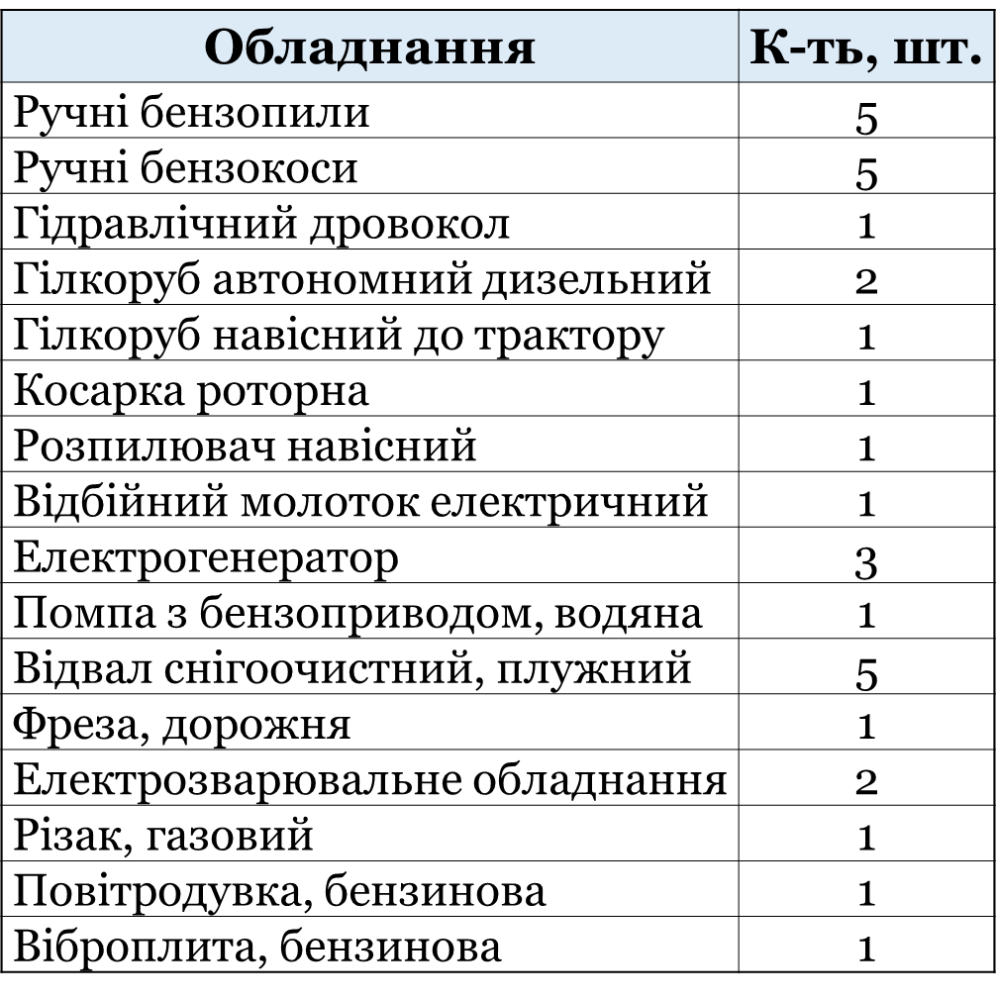 Обладнання К-ть, шт.
Ручні бензопили 5
Ручні бензокоси 5
Гідравлічний дровокол 1
Гілкоруб автономний дизельний 2
Гілкоруб навісний до трактору 1
Косарка роторна 1
Розпилювач навісний 1
Відбійний молоток електричний 1
Електрогенератор 3
Помпа з бензоприводом, водяна 1
Відвал снігоочистний, плужний 5
Фреза, дорожня 1
Електрозварювальне обладнання 2
Різак, газовий 1
Повітродувка, бензинова 1
Віброплита, бензинова 1